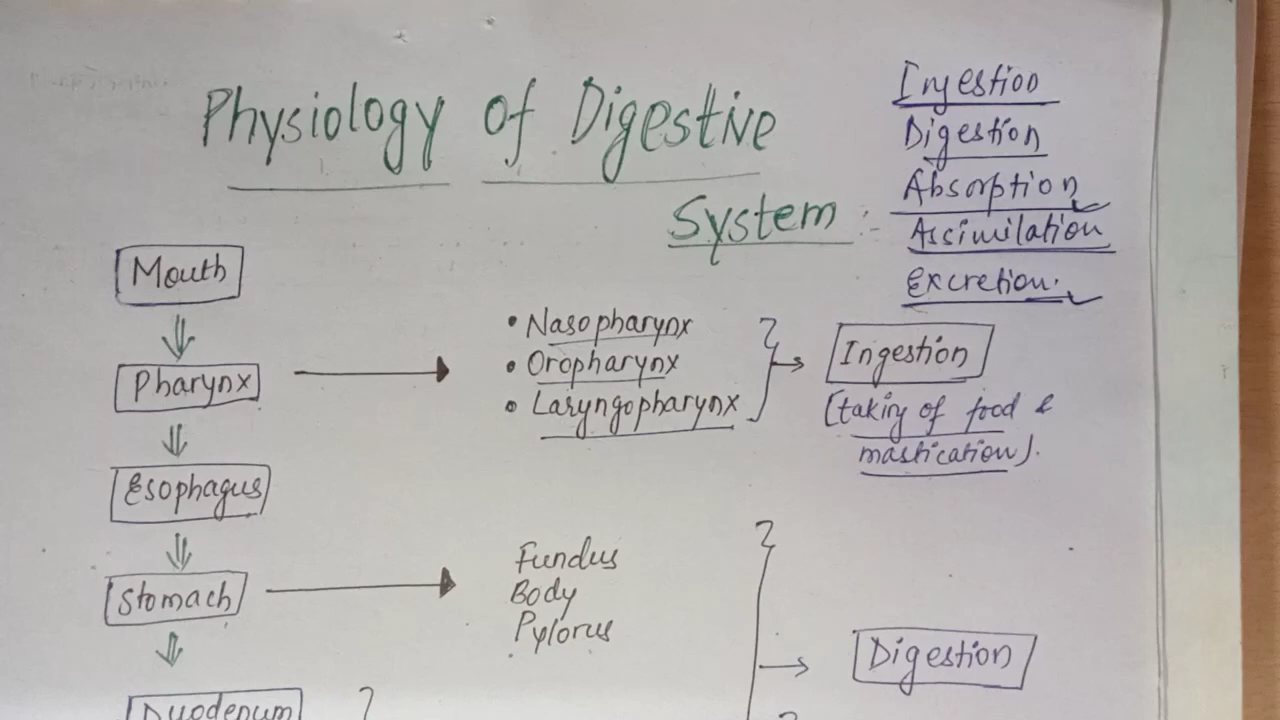 Physiology of Digestive
System :-
Ingestion
Digestion
Absorption
Assimilation
Excretion.
Mouth
Pharynx
• Nasopharynx
• Oropharynx
• Laryngopharynx
Ingestion
(taking of food &
mastication).
Esophagus
Stomach
Fundus
Body
Pylorus
Digestion
Duodenum